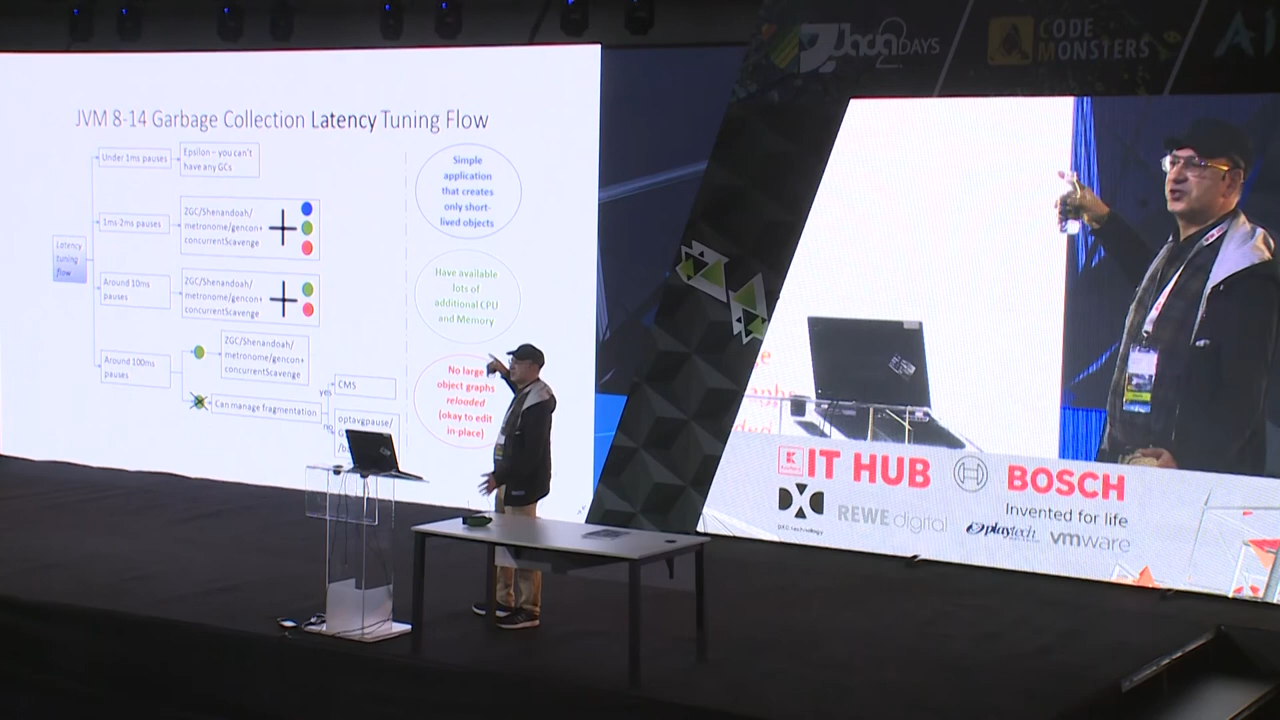 Java2DAYS
CODE
MONSTERS
JVM 8-14 Garbage Collection Latency Tuning Flow
Under 1ms pauses
Epsilon – you can't
have any GCs
1ms-2ms pauses
ZGC/Shenandoah/
metronome/gencon+
concurrentScavenge
Latency
tuning
flow
Around 10ms
pauses
ZGC/Shenandoah/
metronome/gencon+
concurrentScavenge
Around 100ms
pauses
ZGC/Shenandoah/
metronome/gencon+
concurrentScavenge
Can manage fragmentation
yes
CMS
no
optavgpause/
Simple
application
that creates
only short-
lived objects
Have available
lots of
additional CPU
and Memory
No large
object graphs
reloaded
(okay to edit
in-place)
IT HUB
BOSCH
Invented for life
DXC technology
REWE digital
playtech
vmware